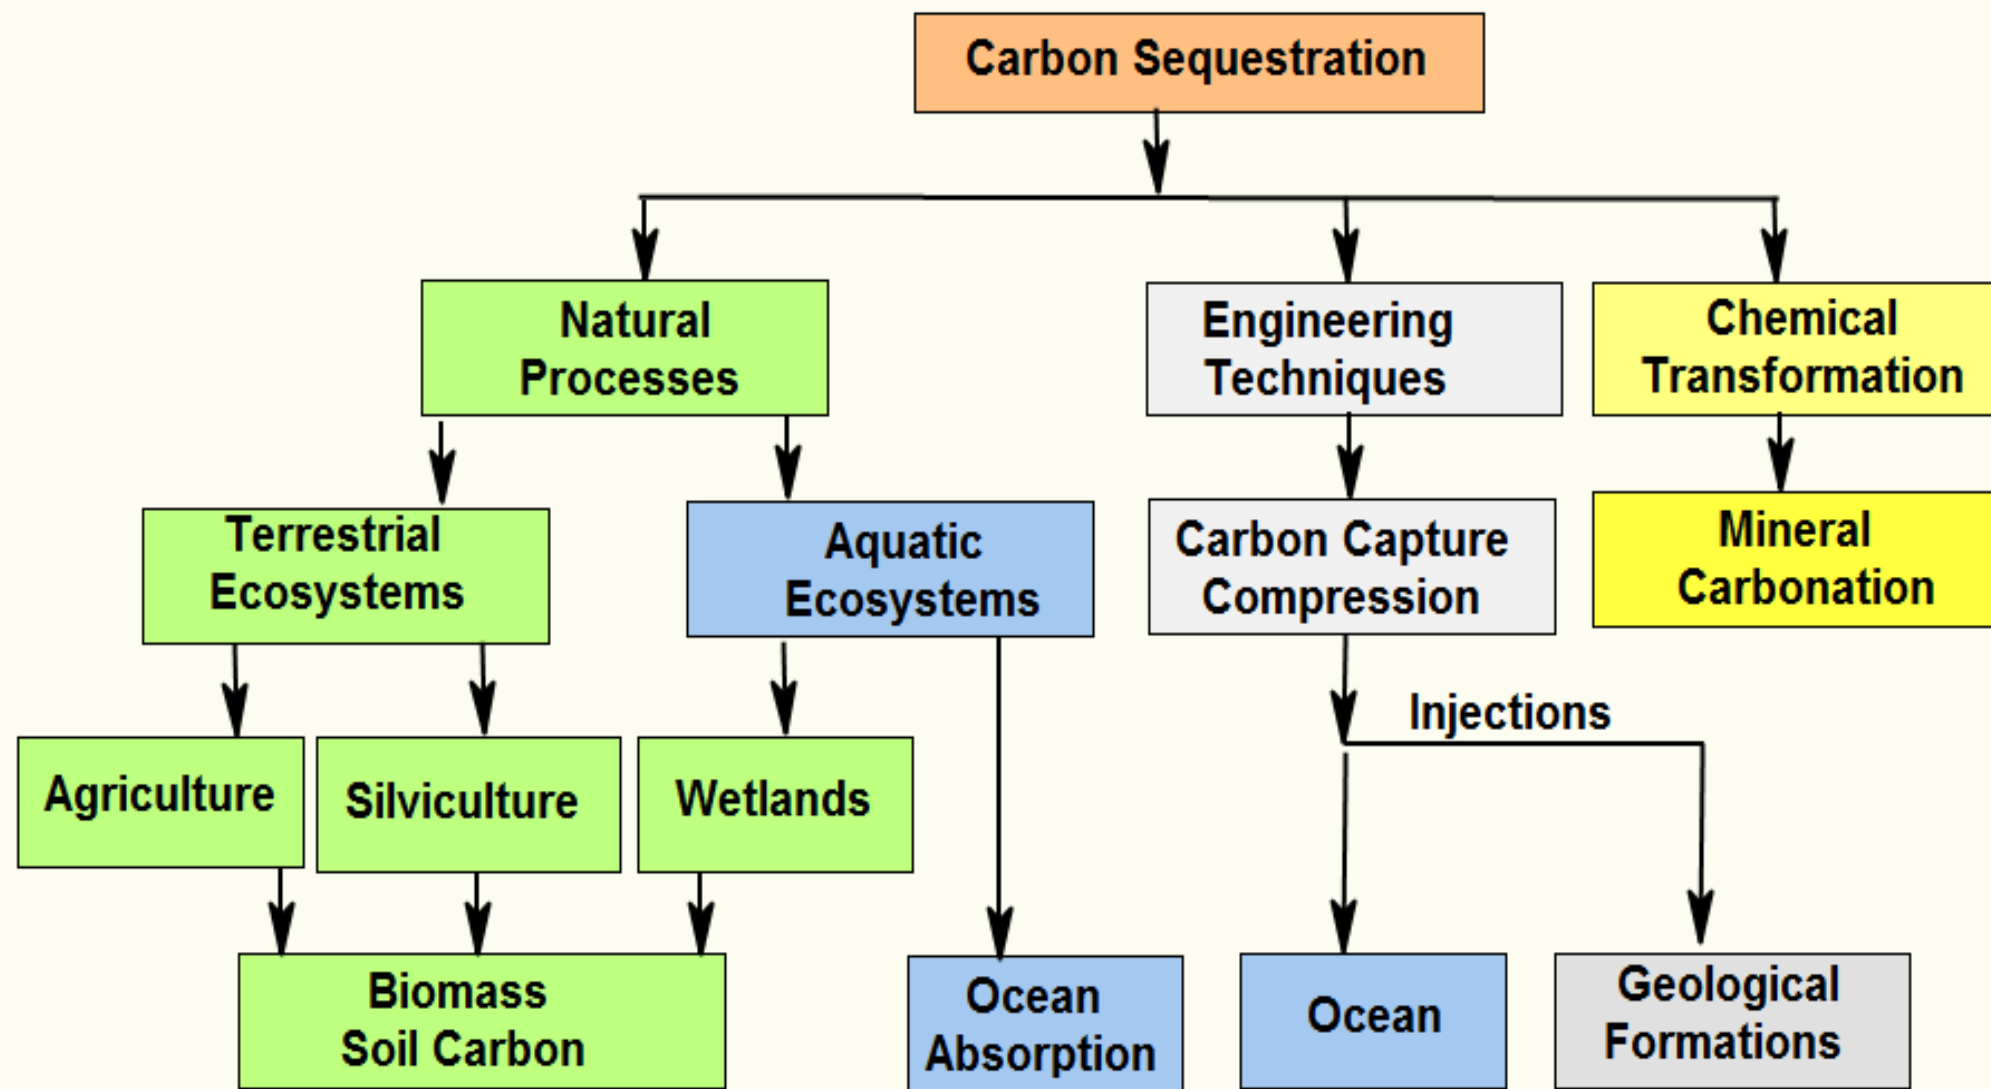 Carbon Sequestration
Natural
Processes
Engineering
Techniques
Chemical
Transformation
Terrestrial
Ecosystems
Aquatic
Ecosystems
Carbon Capture
Compression
Mineral
Carbonation
Injections
Agriculture
Silviculture
Wetlands
Biomass
Soil Carbon
Ocean
Absorption
Ocean
Geological
Formations